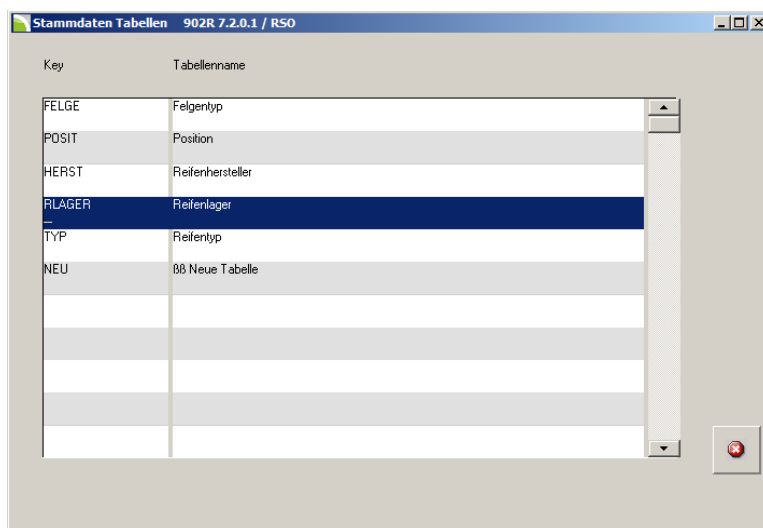 Stammdaten Tabellen 902R 7.2.0.1 / RSO
Key Tabellenname
FELGE Felgentyp
POSIT Position
HERST Reifenhersteller
RLAGER Reifenlager
TYP Reifentyp
NEU ßß Neue Tabelle